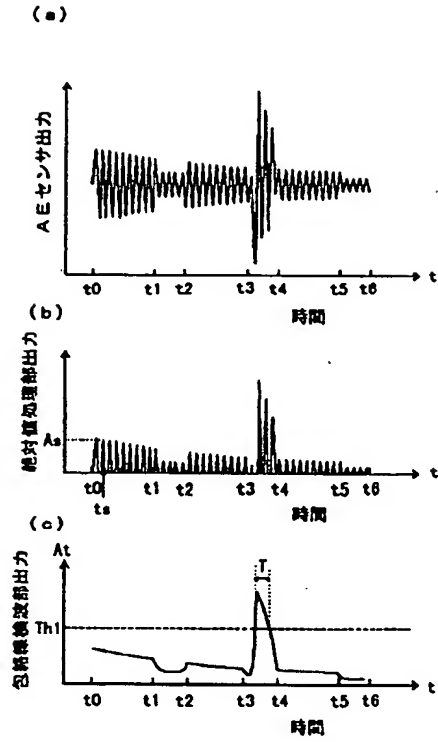 (a)
AEセンサ出力
t0 t1 t2 t3 t4 t5 t6 t
時間
(b)
絶対値処理部出力
As
t0 t1 t2 t3 t4 t5 t6 t
ts
時間
(c)
包絡線検波部出力
At
T
Th1
t0 t1 t2 t3 t4 t5 t6 t
時間